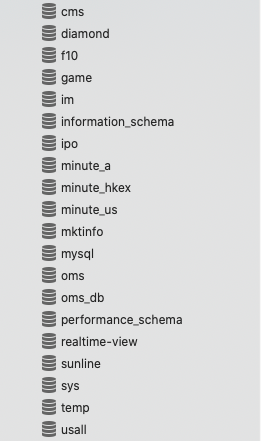 cms
diamond
f10
game
im
information_schema
ipo
minute_a
minute_hkex
minute_us
mktinfo
mysql
oms
oms_db
performance_schema
realtime-view
sunline
sys
temp
usall